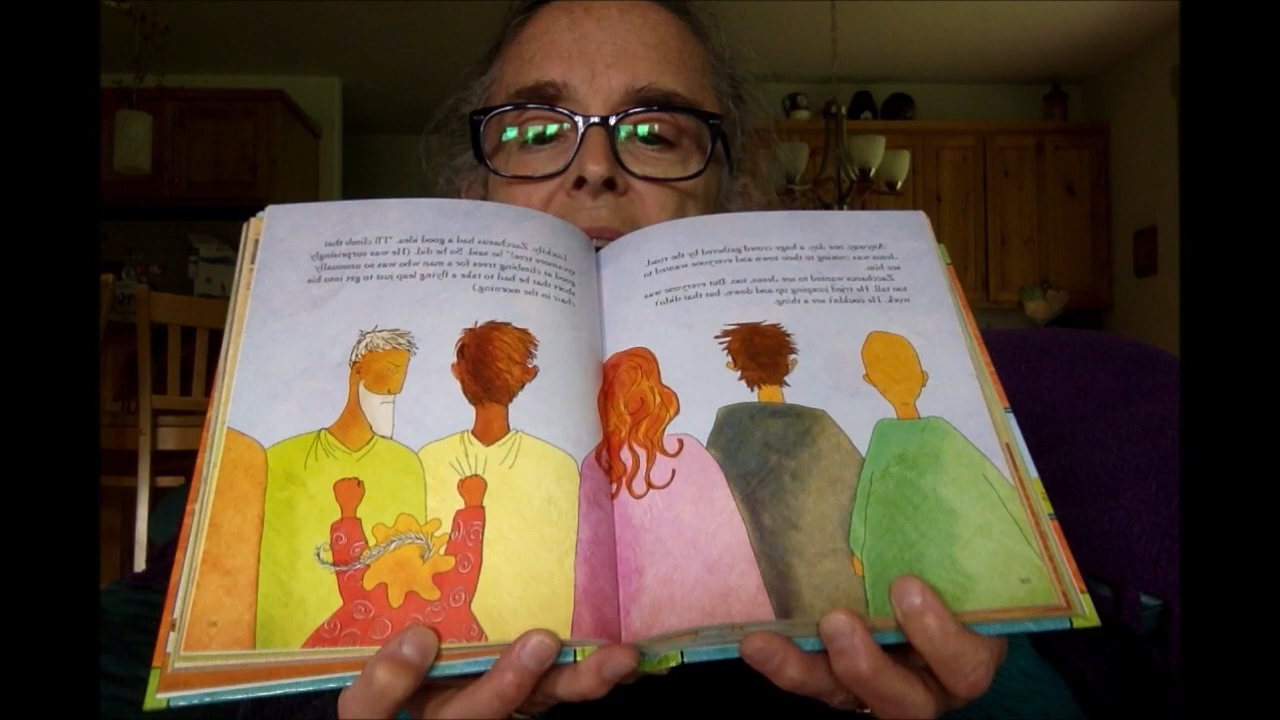 Anyway, one day, a huge crowd gathered by the road.
Jesus was coming to their town and everyone wanted to
see him.
Zacchaeus wanted to see Jesus, too. But everyone was
too tall. He tried jumping up and down, but that didn't
work. He couldn't see a thing.
Luckily, Zacchaeus had a good idea. "I'll climb that
sycamore tree!" he said. So he did. (He was surprisingly
good at climbing trees for a man who was so unusually
short that he had to take a flying leap just to get into his
chair in the morning.)